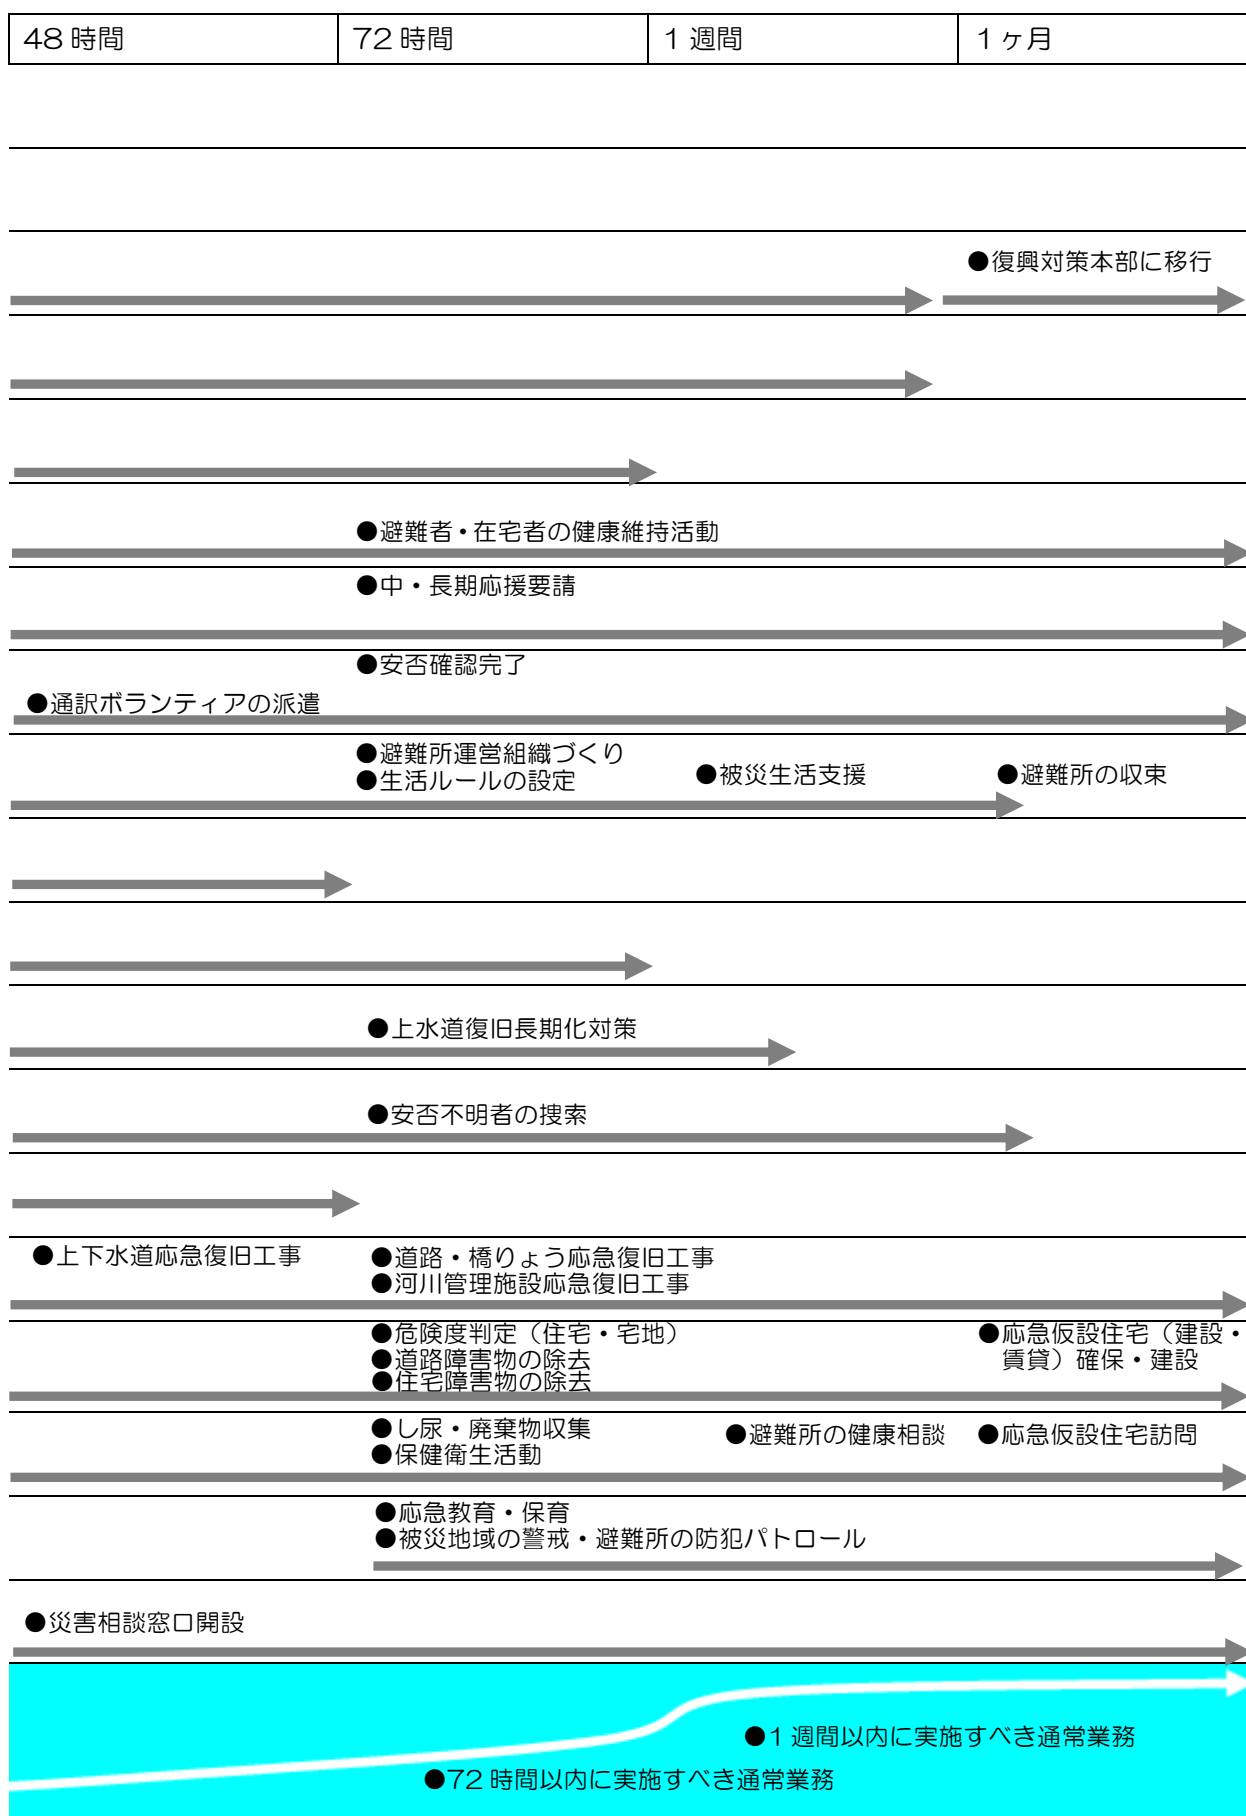 48 時間 72 時間 1 週間 1ヶ月
●復興対策本部に移行
●避難者・在宅者の健康維持活動
●中・長期応援要請
●安否確認完了
●通訳ボランティアの派遣
●避難所運営組織づくり
●生活ルールの設定
●被災生活支援
●避難所の収束
●上水道復旧長期化対策
●安否不明者の捜索
●上下水道応急復旧工事
●道路・橋りょう応急復旧工事
●河川管理施設応急復旧工事
●危険度判定（住宅・宅地）
●道路障害物の除去
●住宅障害物の除去
●応急仮設住宅（建設・
賃貸）確保・建設
●し尿・廃棄物収集
●保健衛生活動
●避難所の健康相談
●応急仮設住宅訪問
●応急教育・保育
●被災地域の警戒・避難所の防犯パトロール
●災害相談窓口開設
●1 週間以内に実施すべき通常業務
●72 時間以内に実施すべき通常業務